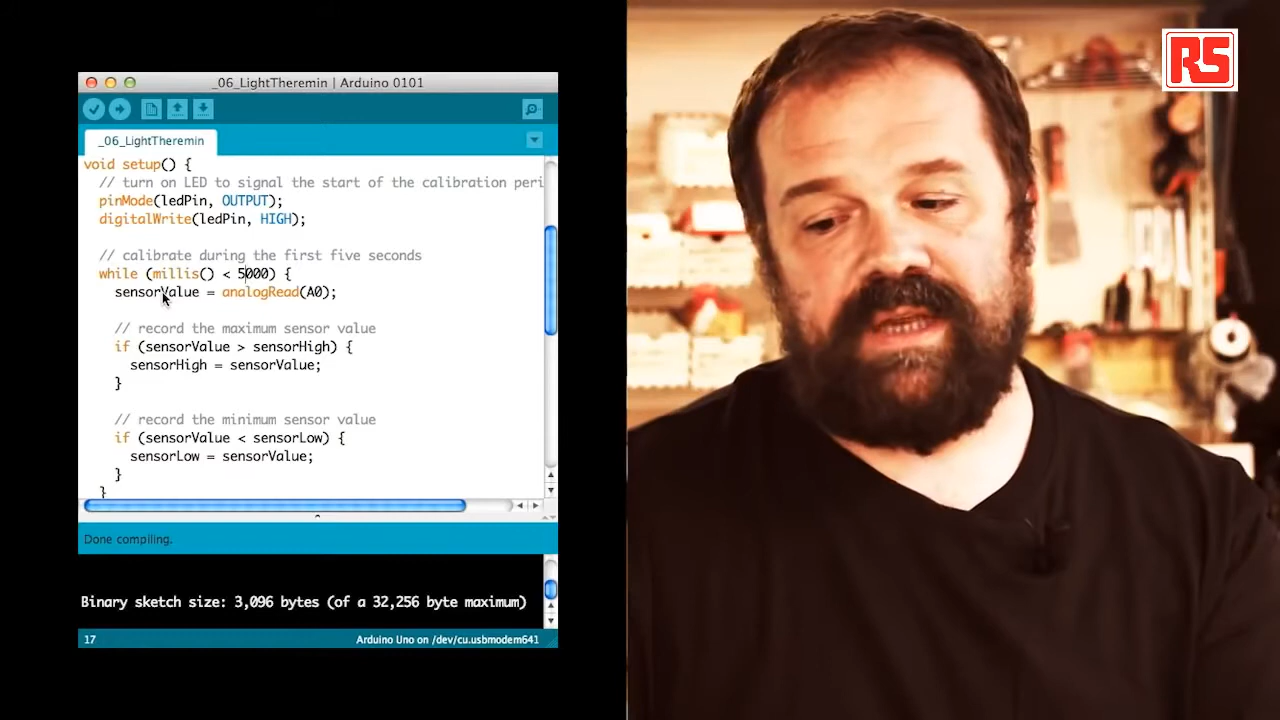 _06_LightTheremin | Arduino 0101
_06_LightTheremin
void setup() {
// turn on LED to signal the start of the calibration peri
pinMode(ledPin, OUTPUT);
digitalWrite(ledPin, HIGH);
// calibrate during the first five seconds
while (millis() < 5000) {
sensorValue = analogRead(A0);
// record the maximum sensor value
if (sensorValue > sensorHigh) {
sensorHigh = sensorValue;
}
// record the minimum sensor value
if (sensorValue < sensorLow) {
sensorLow = sensorValue;
}
}
Done compiling.
Binary sketch size: 3,096 bytes (of a 32,256 byte maximum)
17
Arduino Uno on /dev/cu.usbmodem641
RS